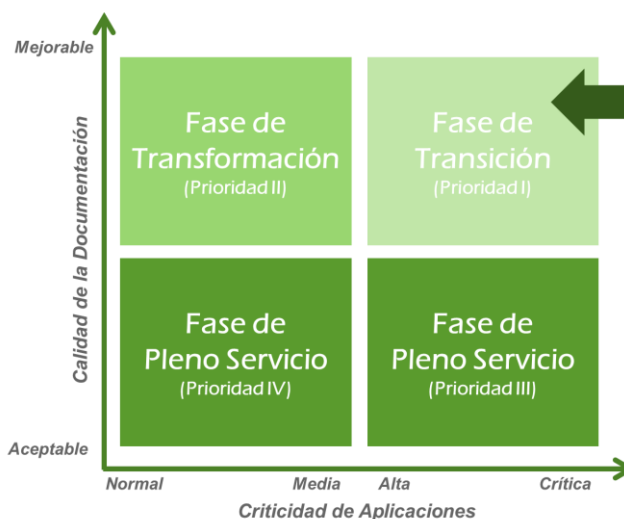 Mejorable
Calidad de la Documentación
Aceptable
Fase de
Transformación
(Prioridad II)
Fase de
Transición
(Prioridad I)
Fase de
Pleno Servicio
(Prioridad IV)
Fase de
Pleno Servicio
(Prioridad III)
Normal
Media
Alta
Crítica
Criticidad de Aplicaciones